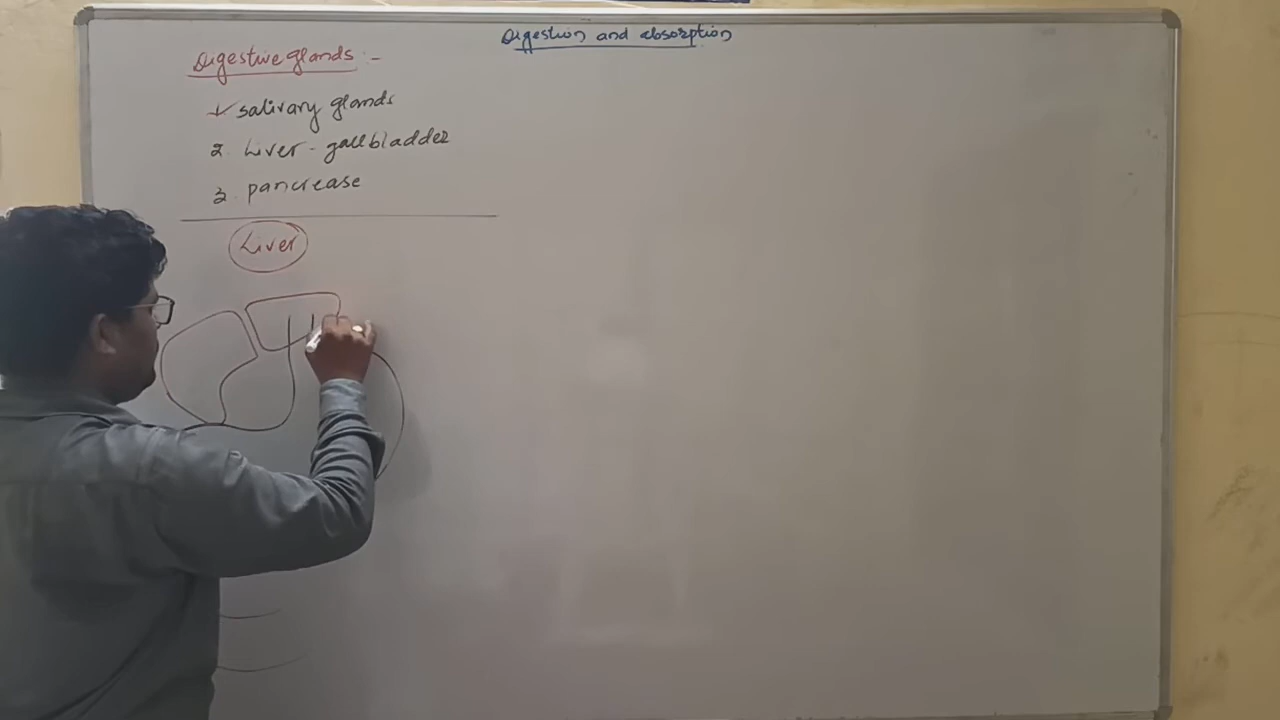 Digestion and absorption
Digestive glands :-
1. salivary glands
2. Liver - gallbladder
3. pancrease
Liver